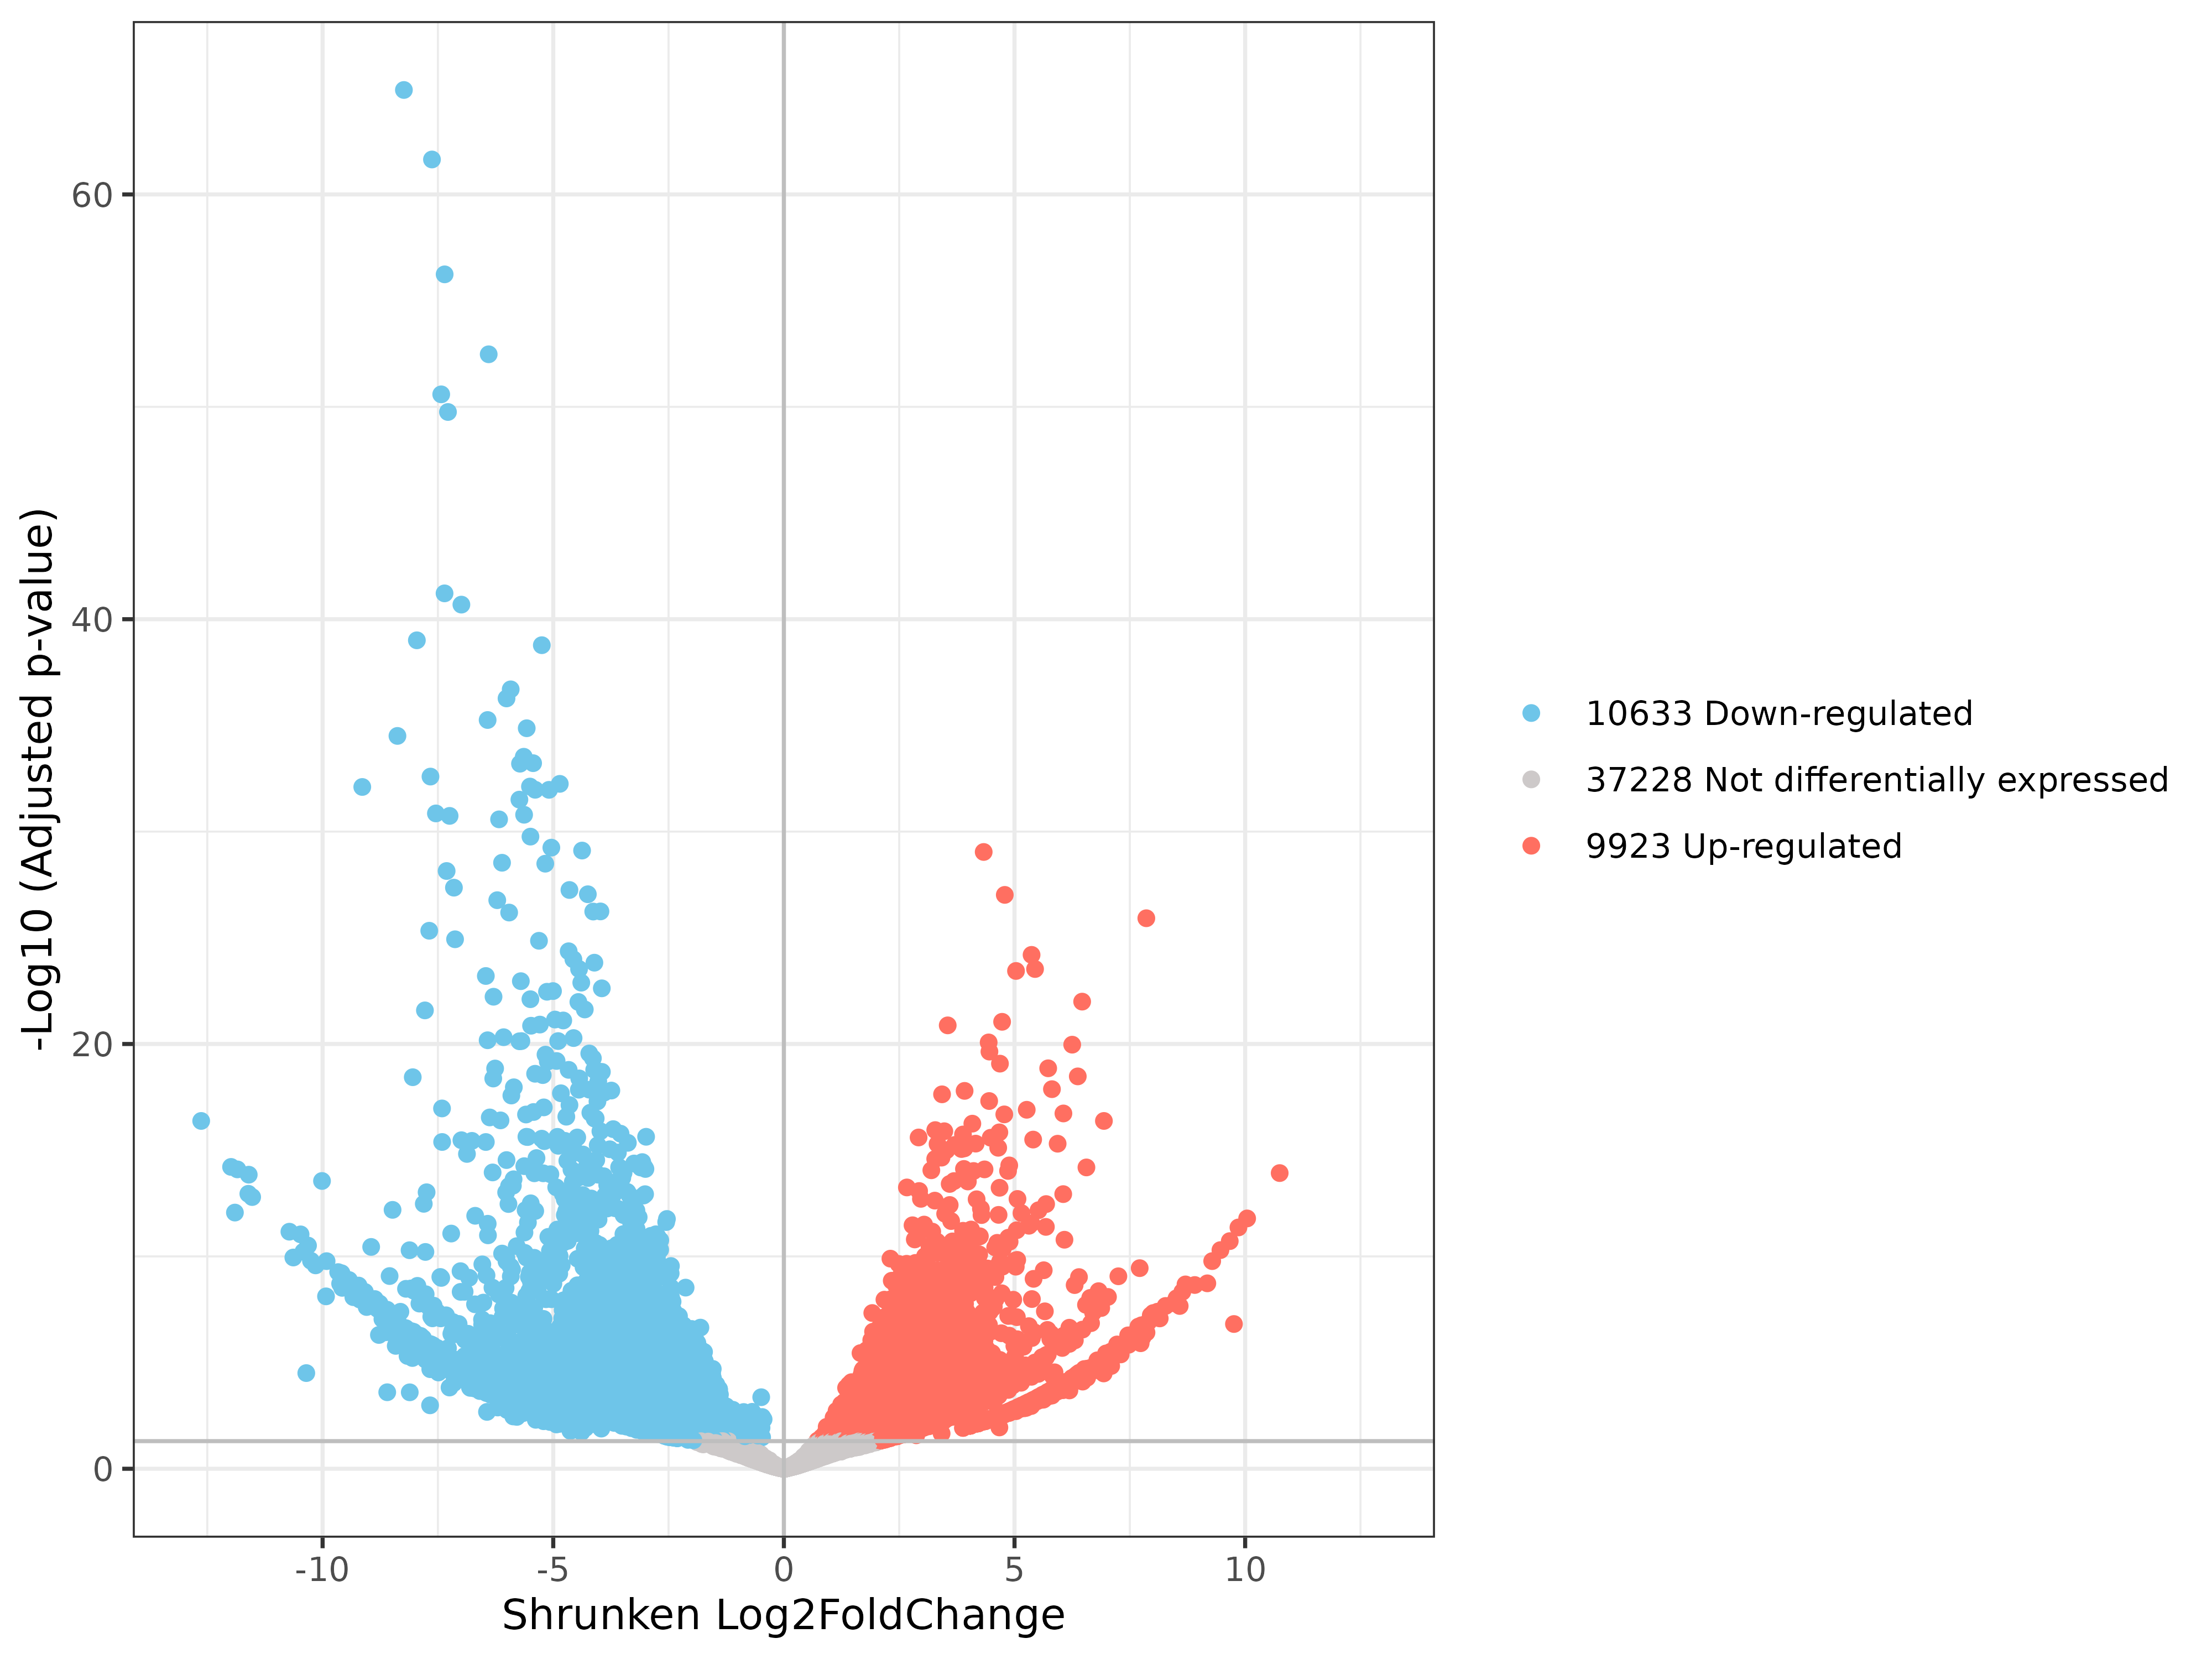 60
40
20
0
-Log10 (Adjusted p-value)
-10
-5
0
5
10
Shrunken Log2FoldChange
10633 Down-regulated
37228 Not differentially expressed
9923 Up-regulated